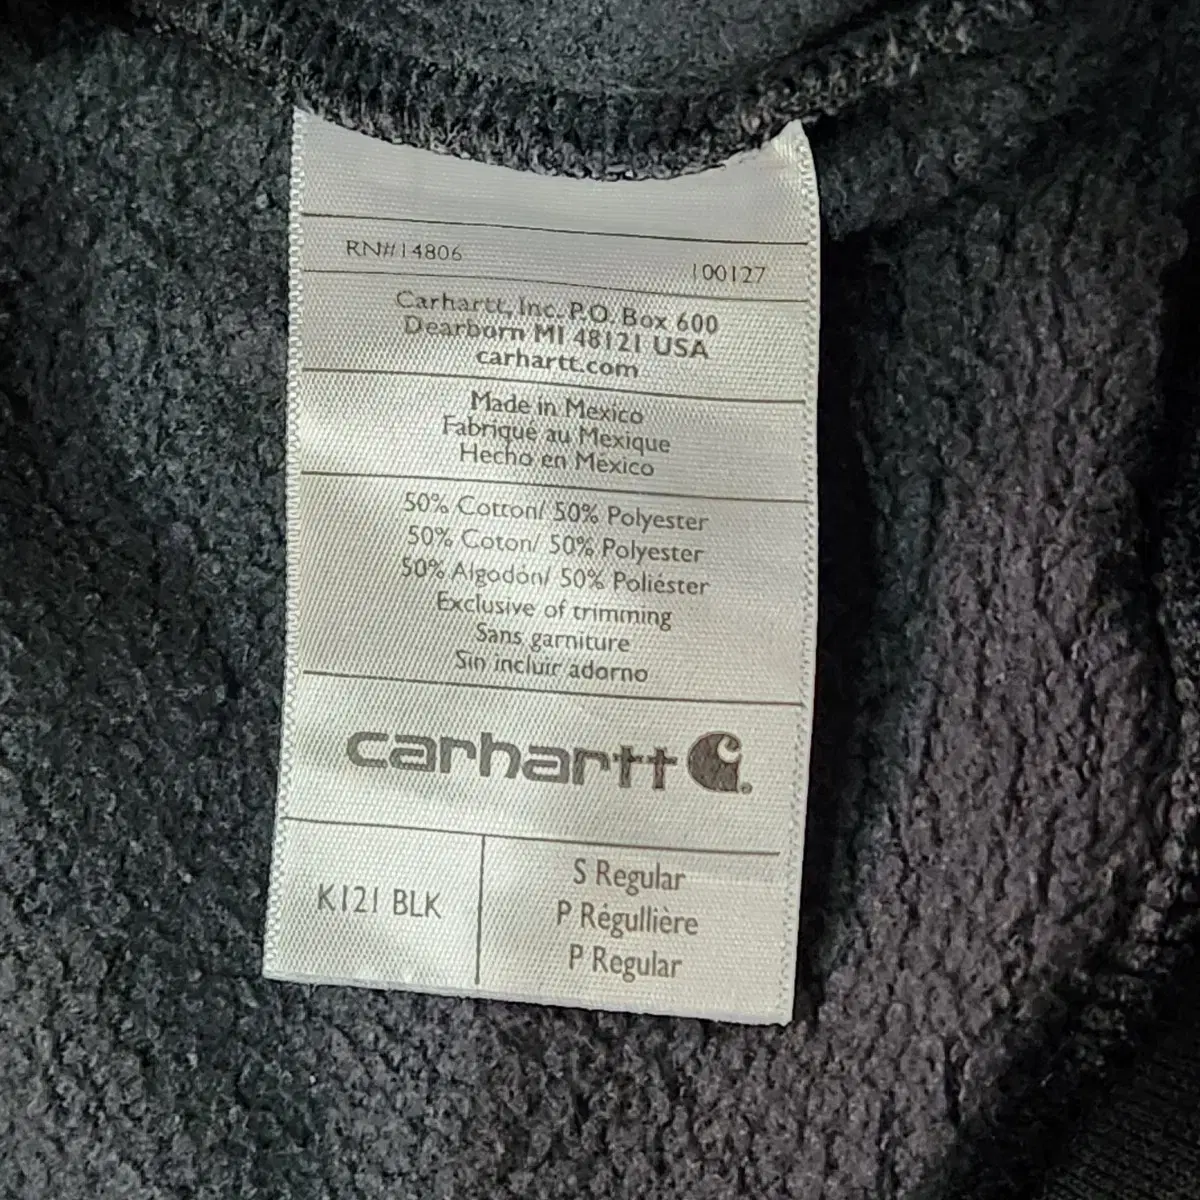 RN#14806
100127
Carhartt, Inc. P.O. Box 600
Dearborn MI 48121 USA
carhartt.com
Made in Mexico
Fabriqué au Mexique
Hecho en México
50% Cotton/ 50% Polyester
50% Coton/ 50% Polyester
50% Algodón/ 50% Poliéster
Exclusive of trimming
Sans garniture
Sin incluir adorno
carhartt
K121 BLK
S Regular
P Régullière
P Regular